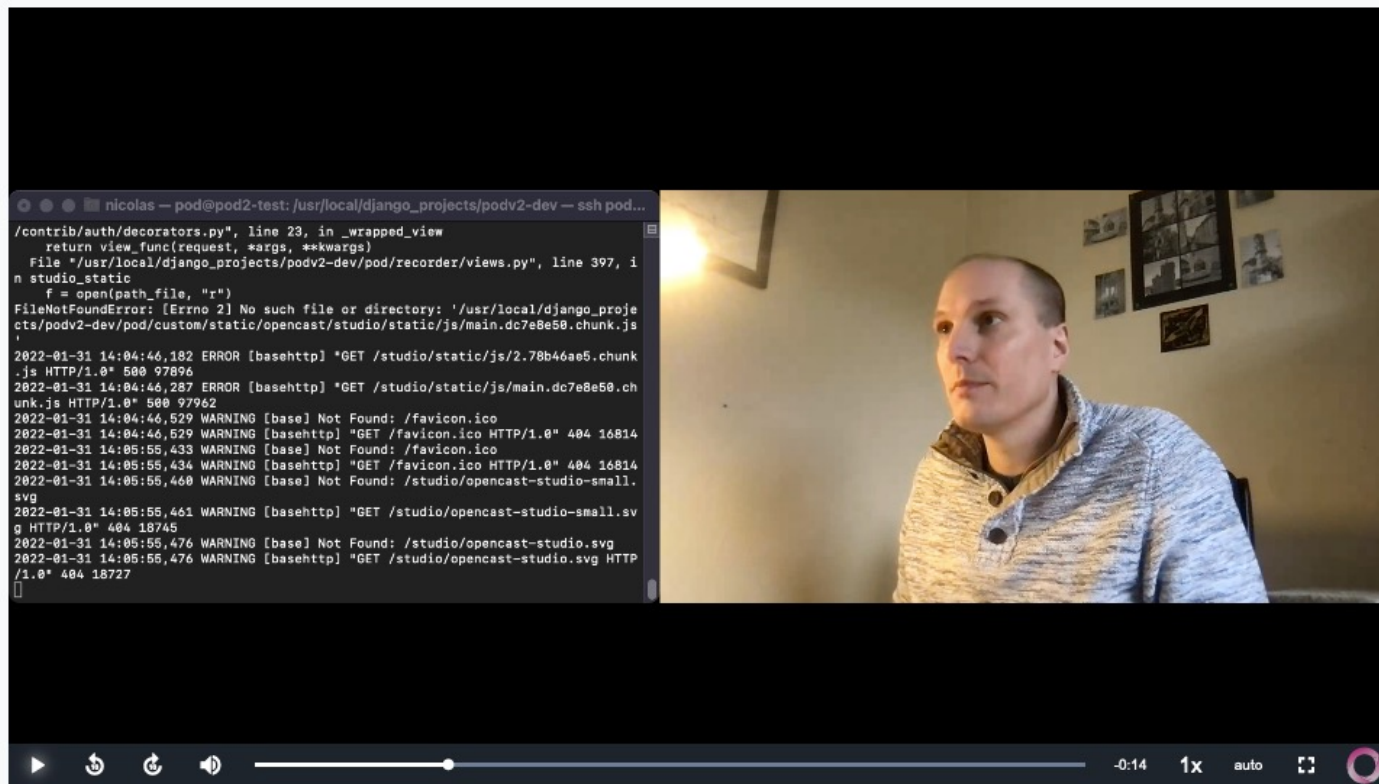 nicolas — pod@pod2-test: /usr/local/django_projects/podv2-dev — ssh pod...
/contrib/auth/decorators.py", line 23, in _wrapped_view
    return view_func(request, *args, **kwargs)
  File "/usr/local/django_projects/podv2-dev/pod/recorder/views.py", line 397, i
n studio_static
    f = open(path_file, "r")
FileNotFoundError: [Errno 2] No such file or directory: '/usr/local/django_proje
cts/podv2-dev/pod/custom/static/opencast/studio/static/js/main.dc7e8e50.chunk.js
'
2022-01-31 14:04:46,182 ERROR [basehttp] "GET /studio/static/js/2.78b46ae5.chunk
.js HTTP/1.0" 500 97896
2022-01-31 14:04:46,287 ERROR [basehttp] "GET /studio/static/js/main.dc7e8e50.ch
unk.js HTTP/1.0" 500 97962
2022-01-31 14:04:46,529 WARNING [base] Not Found: /favicon.ico
2022-01-31 14:04:46,529 WARNING [basehttp] "GET /favicon.ico HTTP/1.0" 404 16814
2022-01-31 14:05:55,433 WARNING [base] Not Found: /favicon.ico
2022-01-31 14:05:55,434 WARNING [basehttp] "GET /favicon.ico HTTP/1.0" 404 16814
2022-01-31 14:05:55,460 WARNING [base] Not Found: /studio/opencast-studio-small.
svg
2022-01-31 14:05:55,461 WARNING [basehttp] "GET /studio/opencast-studio-small.sv
g HTTP/1.0" 404 18745
2022-01-31 14:05:55,476 WARNING [base] Not Found: /studio/opencast-studio.svg
2022-01-31 14:05:55,476 WARNING [basehttp] "GET /studio/opencast-studio.svg HTTP
/1.0" 404 18727
-0:14 1x auto